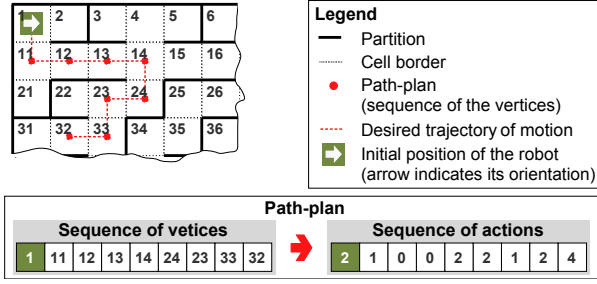 1 2 3 4 5 6
11 12 13 14 15 16
21 22 23 24 25 26
31 32 33 34 35 36
Legend
Partition
Cell border
Path-plan
(sequence of the vertices)
Desired trajectory of motion
Initial position of the robot
(arrow indicates its orientation)
Path-plan
Sequence of vetices
1 11 12 13 14 24 23 33 32
Sequence of actions
2 1 0 0 2 2 1 2 4